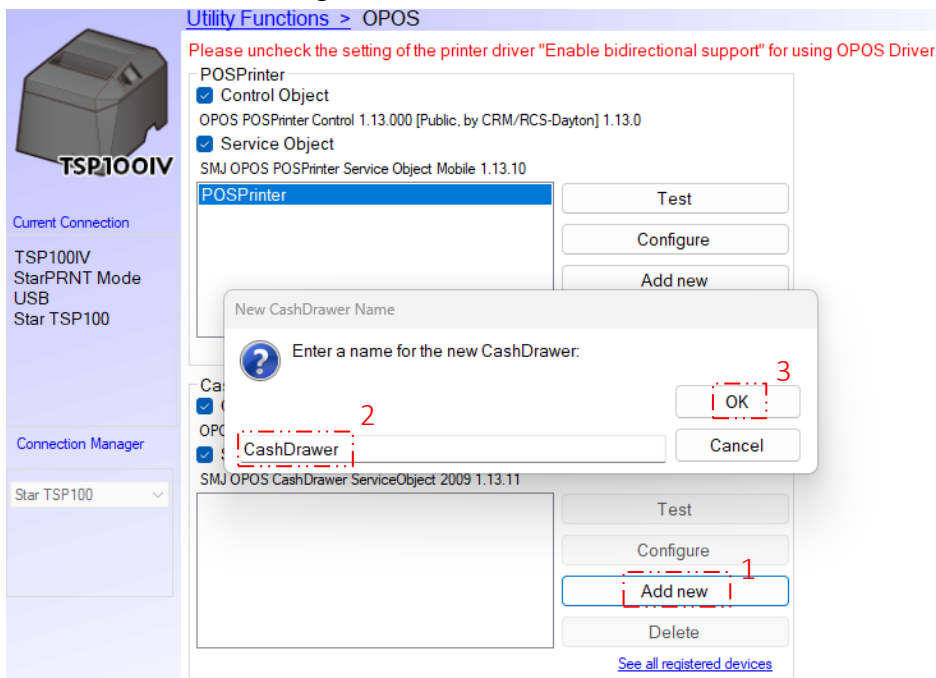 Utility Functions > OPOS
Please uncheck the setting of the printer driver "Enable bidirectional support" for using OPOS Driver.
POSPrinter
Control Object
OPOS POSPrinter Control 1.13.000 [Public, by CRM/RCS-Dayton] 1.13.0
Service Object
SMJ OPOS POSPrinter Service Object Mobile 1.13.10
POSPrinter
Test
Configure
Add new
TSP100IV
Current Connection
TSP100IV
StarPRNT Mode
USB
Star TSP100
Connection Manager
Star TSP100
New CashDrawer Name
Enter a name for the new CashDrawer:
3
OK
2
CashDrawer
Cancel
Ca
OPO
SMJ OPOS CashDrawer ServiceObject 2009 1.13.11
Test
Configure
1
Add new
Delete
See all registered devices